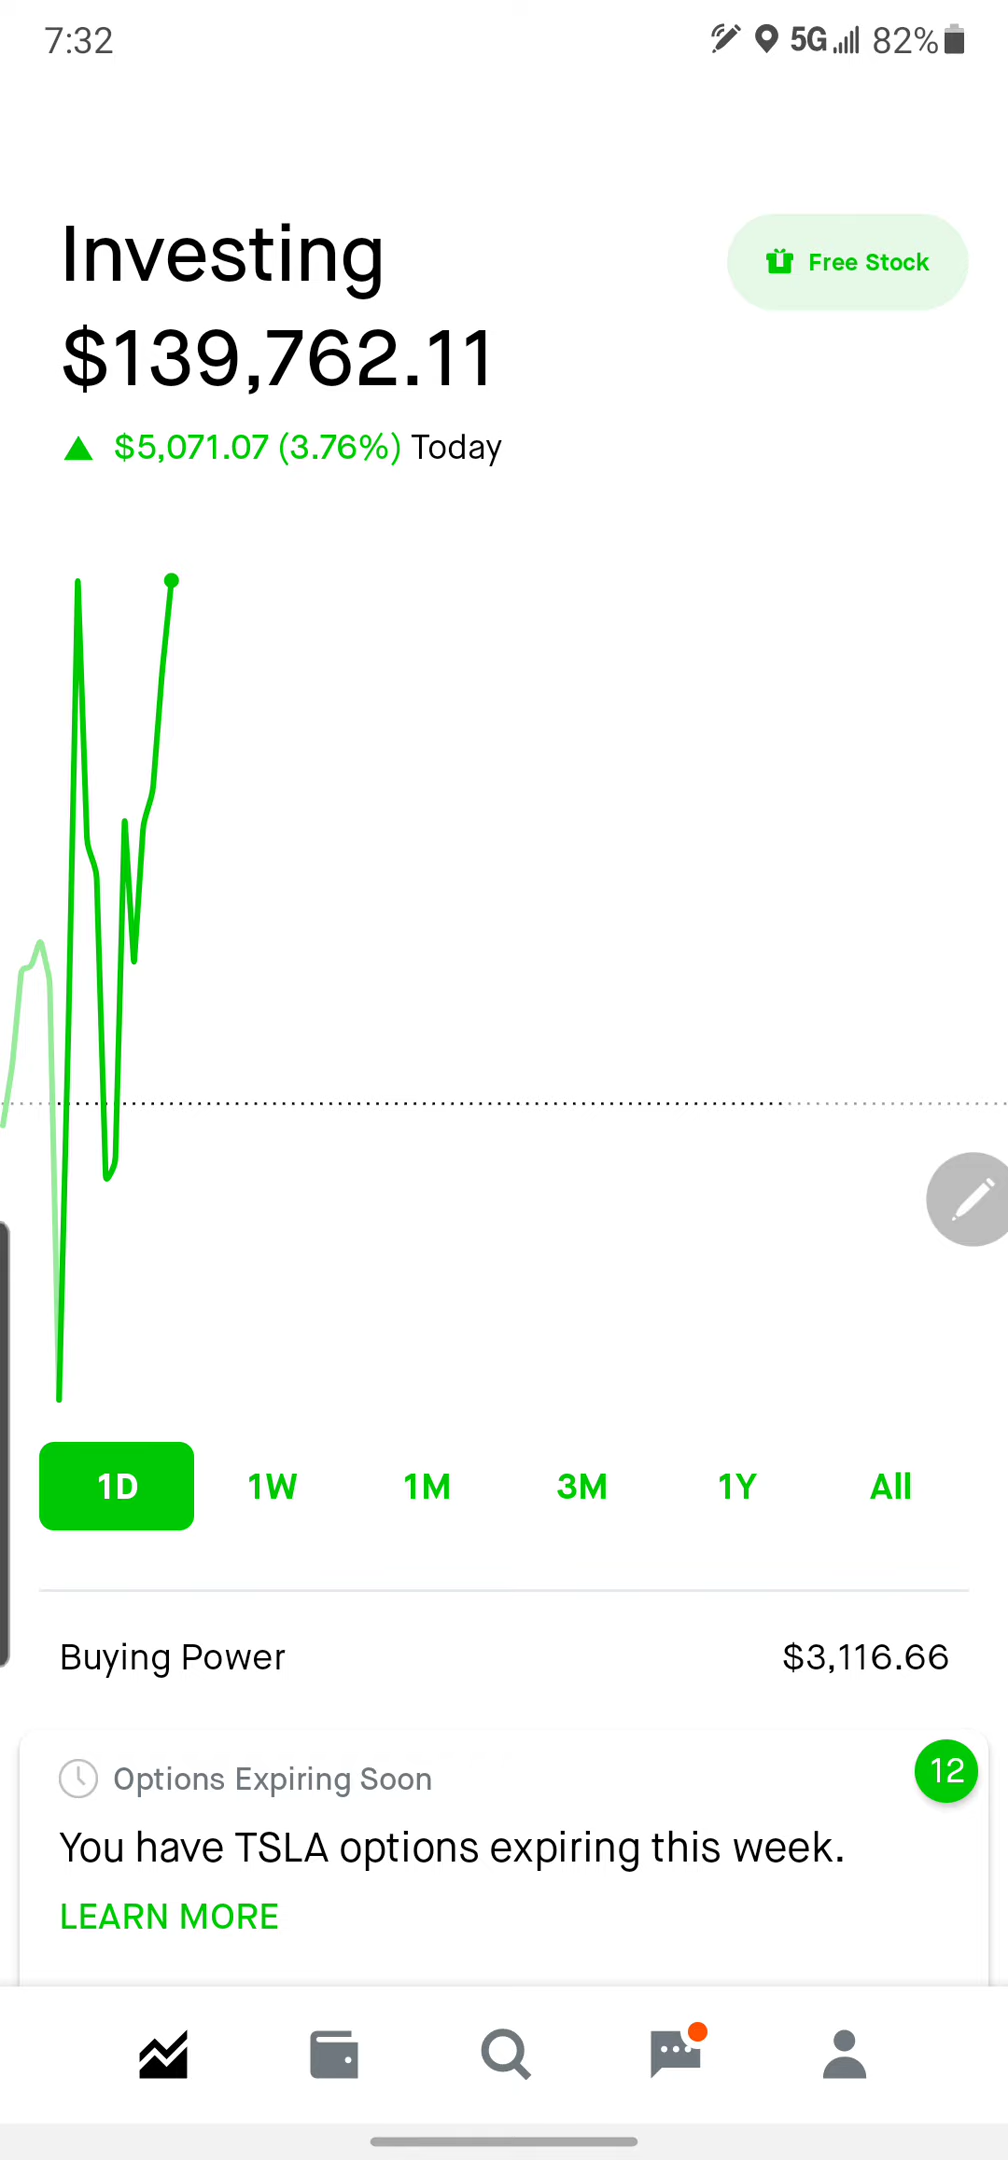 7:32 5G 82%
Investing
Free Stock
$139,762.11
$5,071.07 (3.76%) Today
1D 1W 1M 3M 1Y All
Buying Power $3,116.66
Options Expiring Soon 12
You have TSLA options expiring this week.
LEARN MORE